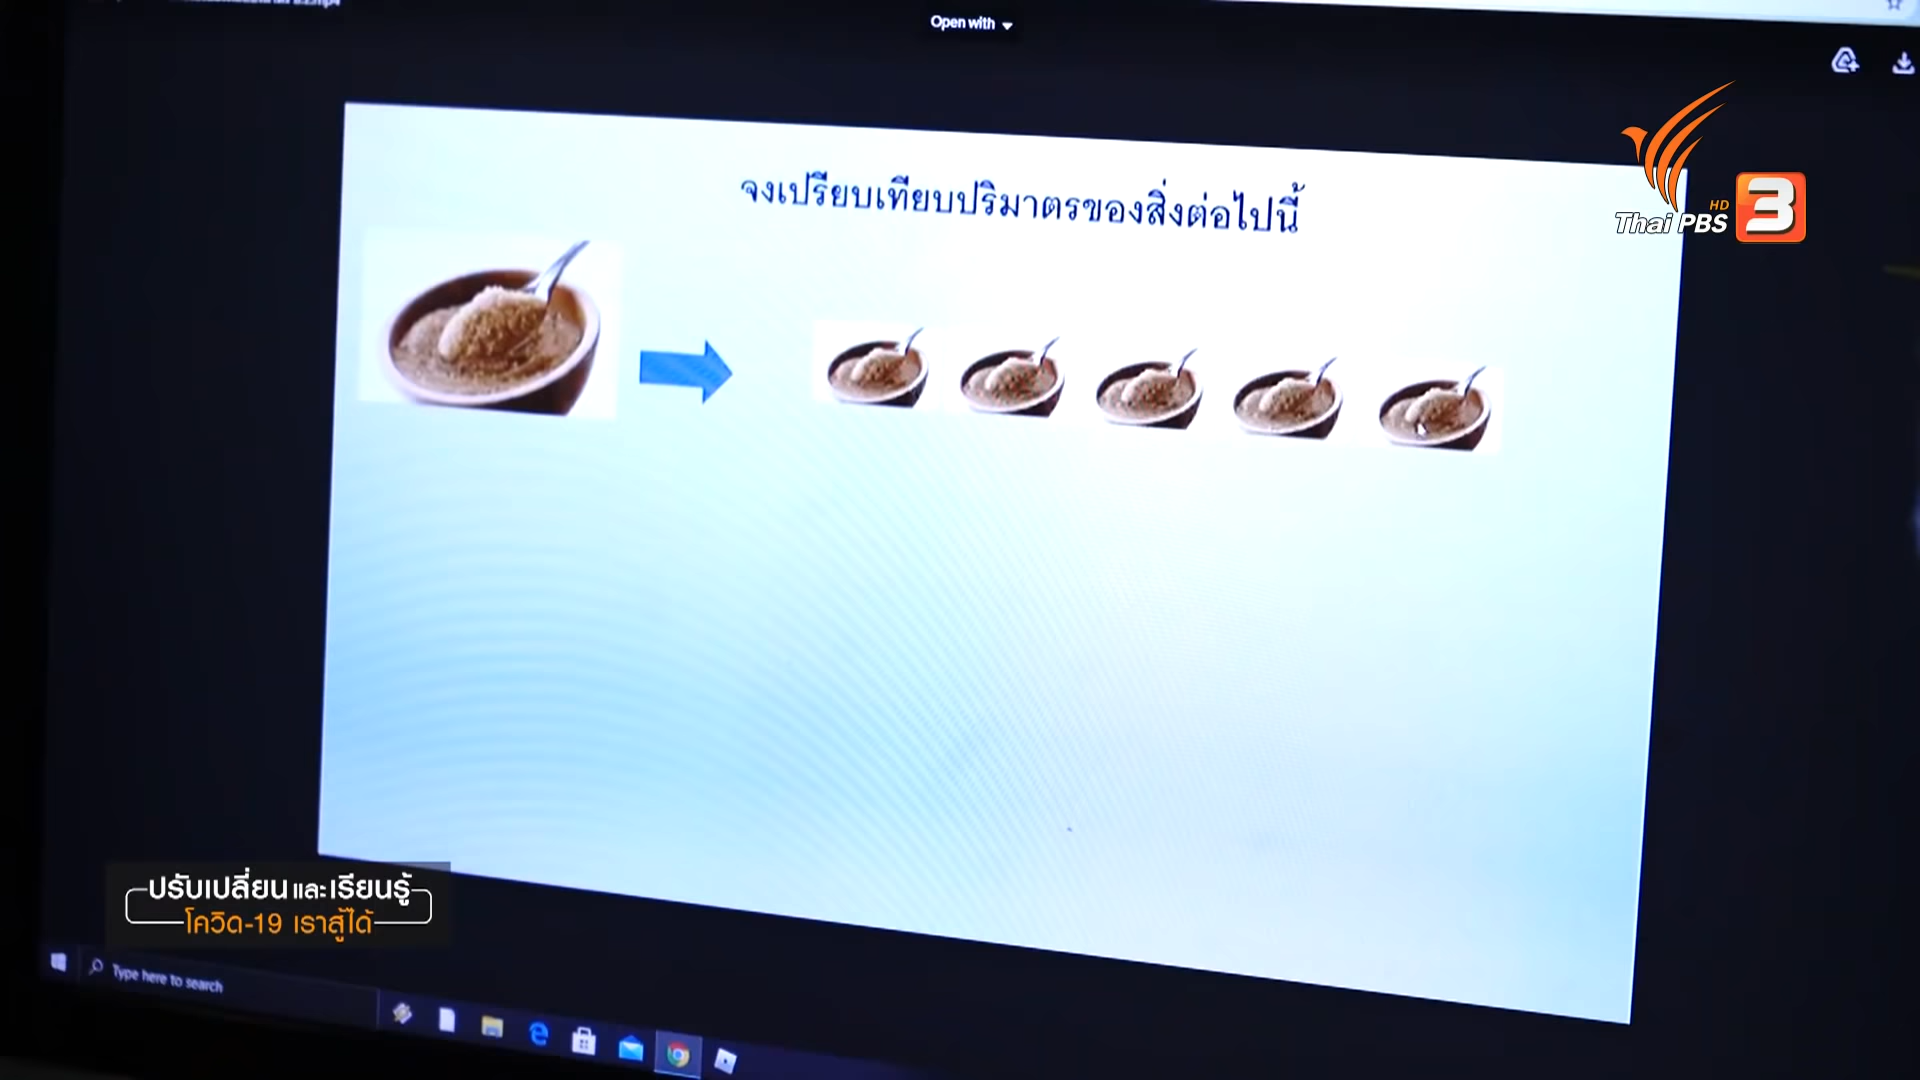 Open with
จงเปรียบเทียบปริมาตรของสิ่งต่อไปนี้
HD
Thai PBS 3
ปรับเปลี่ยนและเรียนรู้
โควิด-19 เราสู้ได้
Type here to search